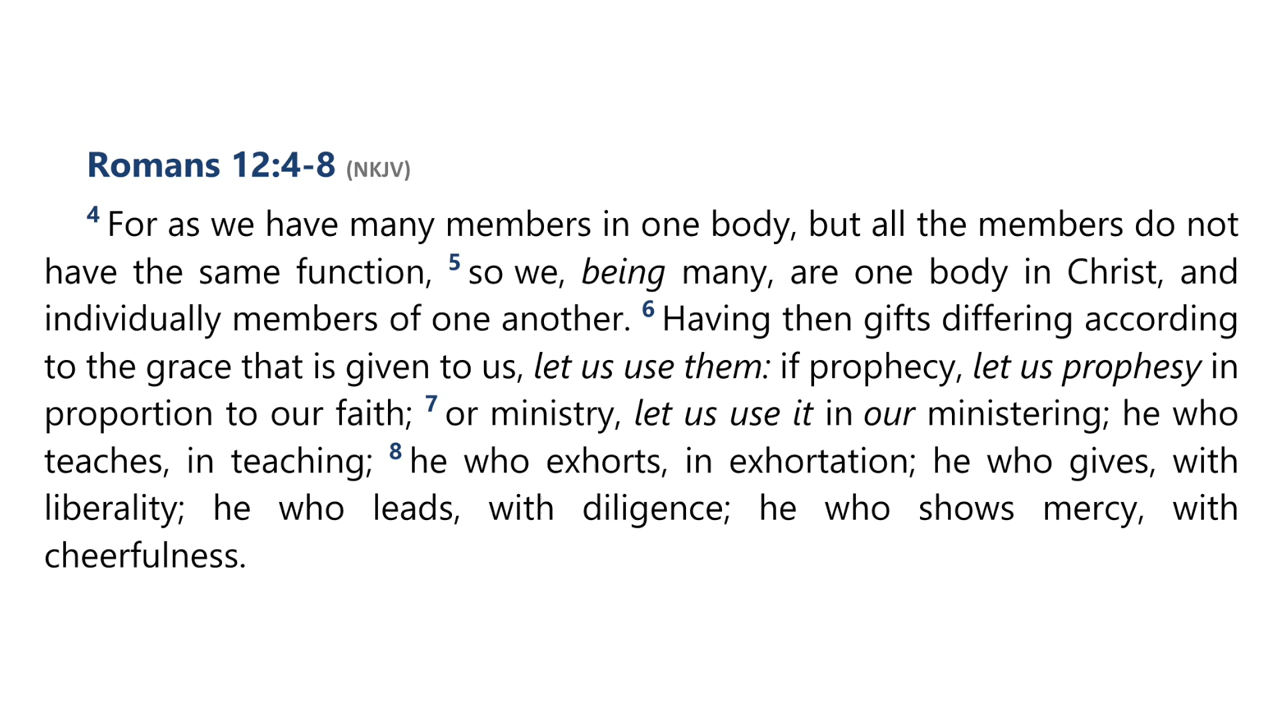 Romans 12:4-8 (NKJV)
4 For as we have many members in one body, but all the members do not
have the same function, 5 so we, being many, are one body in Christ, and
individually members of one another. 6 Having then gifts differing according
to the grace that is given to us, let us use them: if prophecy, let us prophesy in
proportion to our faith; 7 or ministry, let us use it in our ministering; he who
teaches, in teaching; 8 he who exhorts, in exhortation; he who gives, with
liberality; he who leads, with diligence; he who shows mercy, with
cheerfulness.